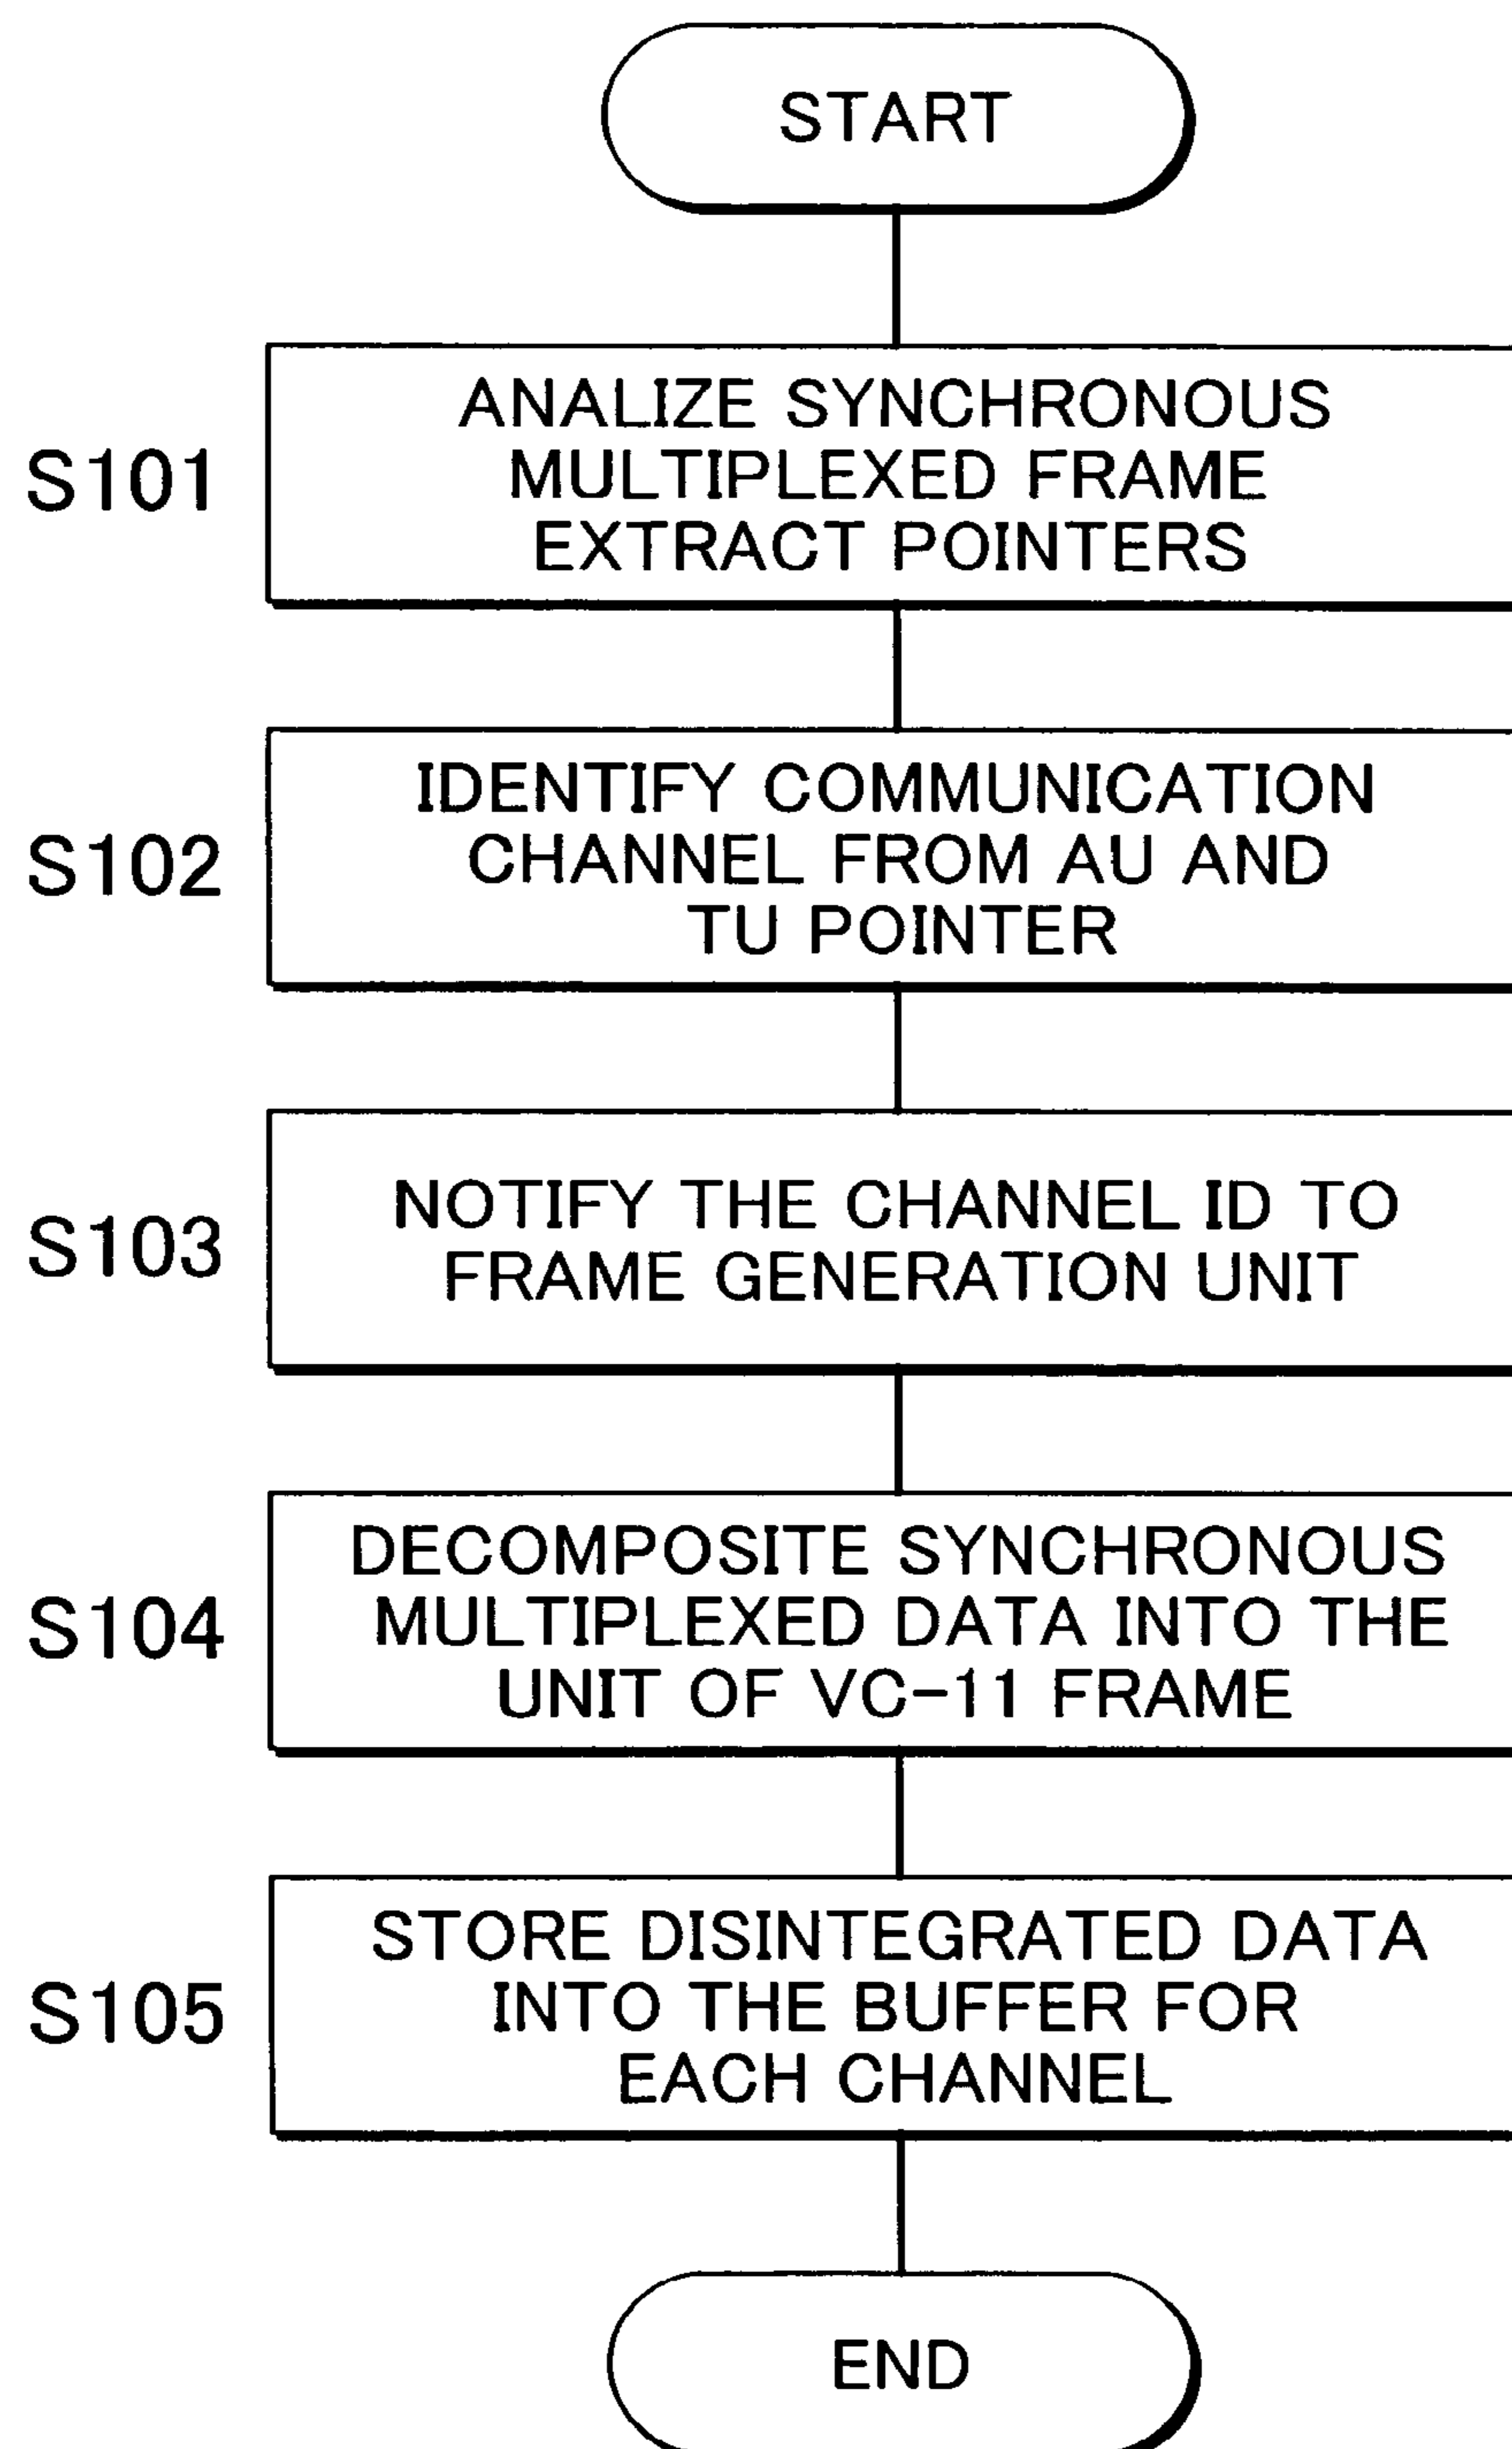 START
S101
ANALIZE SYNCHRONOUS
MULTIPLEXED FRAME
EXTRACT POINTERS
S102
IDENTIFY COMMUNICATION
CHANNEL FROM AU AND
TU POINTER
S103
NOTIFY THE CHANNEL ID TO
FRAME GENERATION UNIT
S104
DECOMPOSITE SYNCHRONOUS
MULTIPLEXED DATA INTO THE
UNIT OF VC-11 FRAME
S105
STORE DISINTEGRATED DATA
INTO THE BUFFER FOR
EACH CHANNEL
END